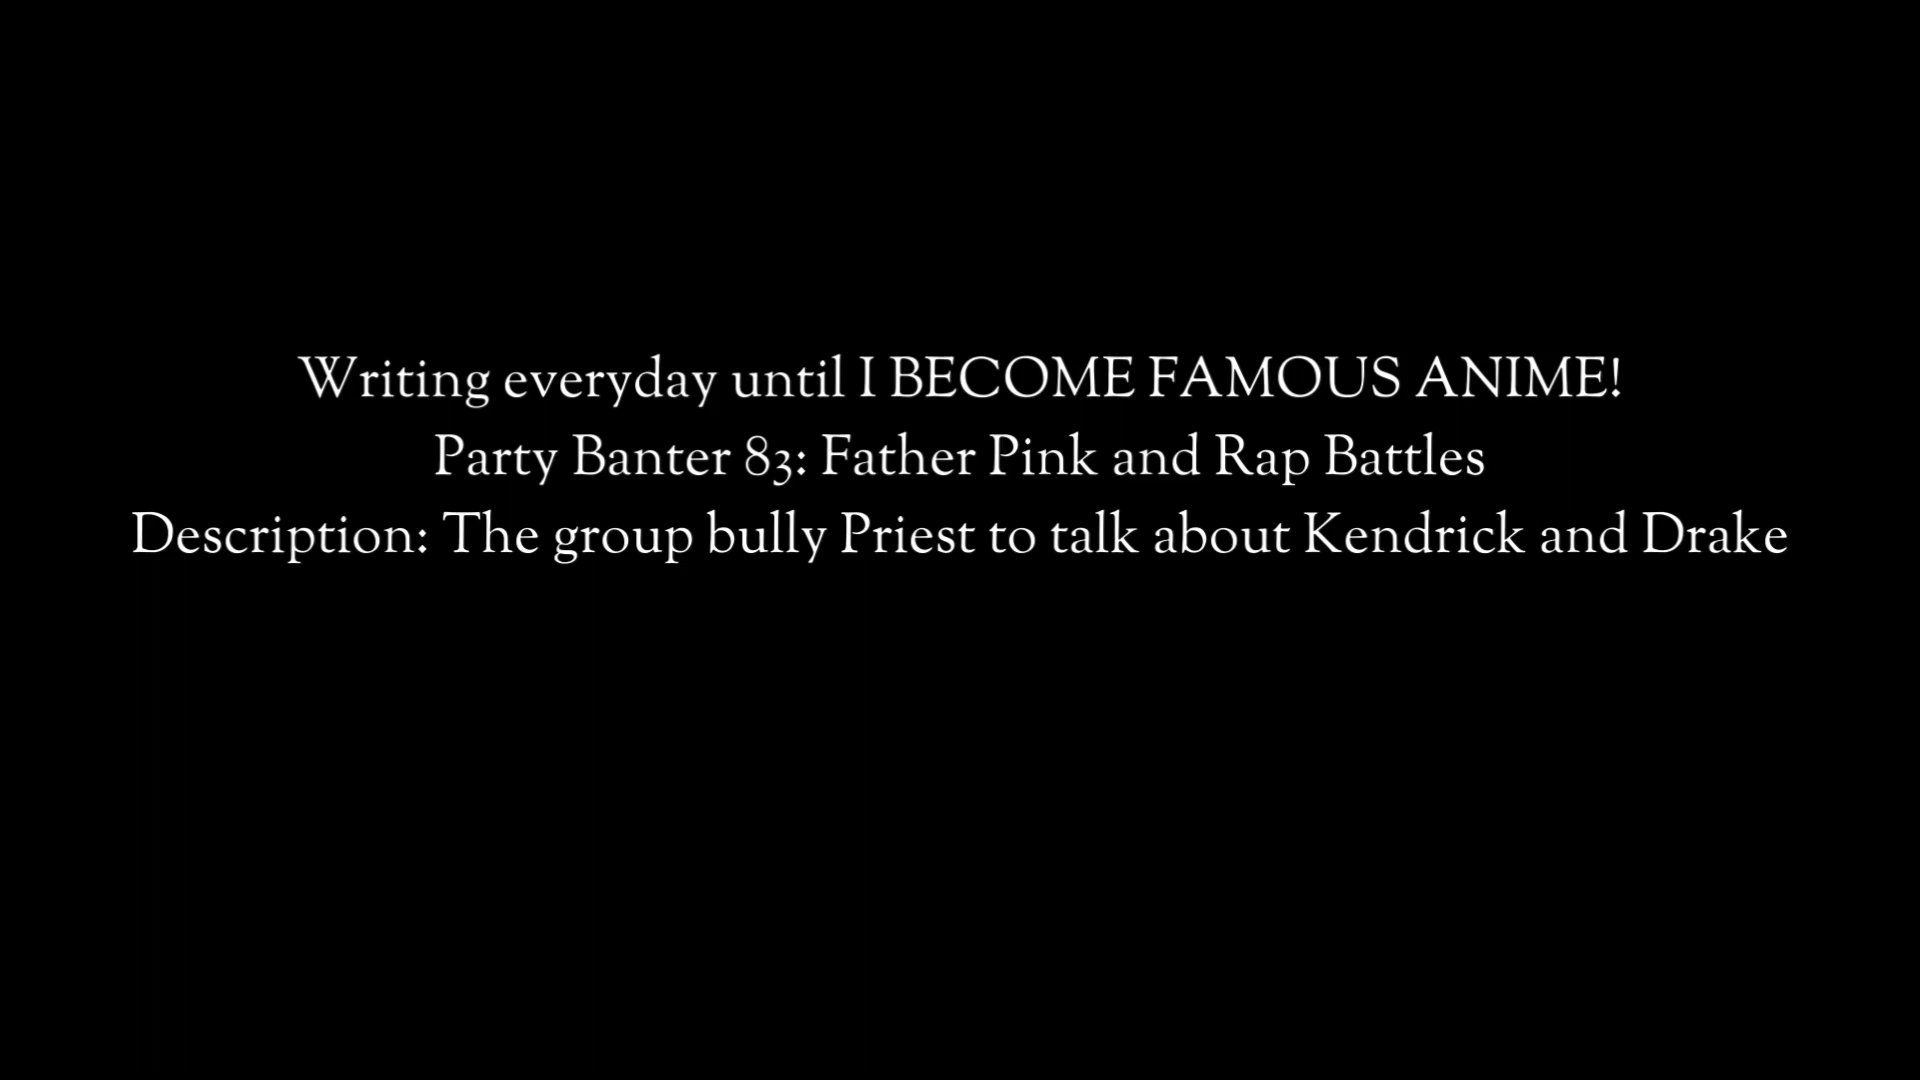 Writing everyday until I BECOME FAMOUS ANIME!
Party Banter 83: Father Pink and Rap Battles
Description: The group bully Priest to talk about Kendrick and Drake